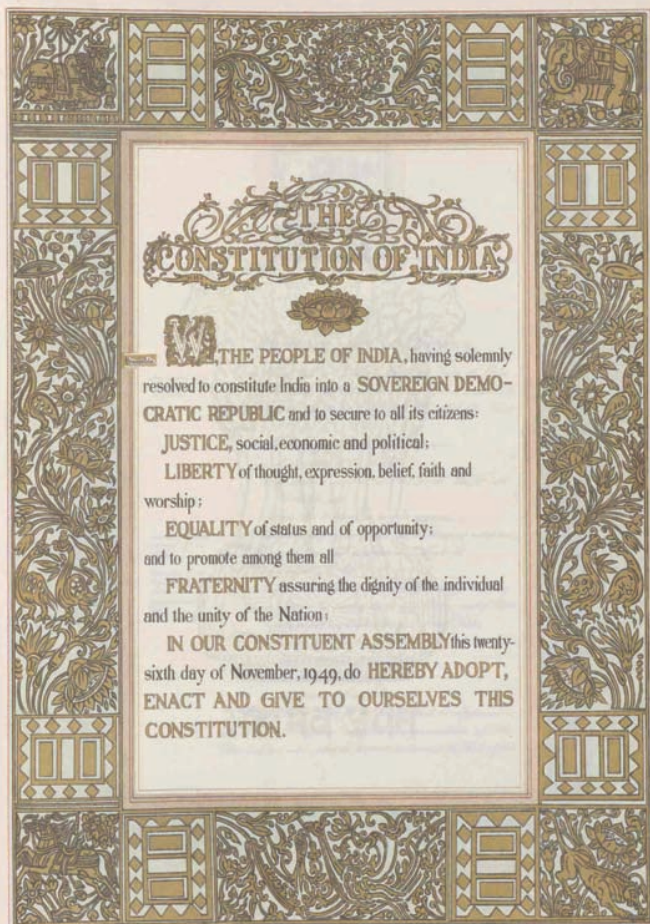 THE
CONSTITUTION OF INDIA
WE, THE PEOPLE OF INDIA, having solemnly
resolved to constitute India into a SOVEREIGN DEMO-
CRATIC REPUBLIC and to secure to all its citizens:
JUSTICE, social, economic and political;
LIBERTY of thought, expression, belief, faith and
worship;
EQUALITY of status and of opportunity;
and to promote among them all
FRATERNITY assuring the dignity of the individual
and the unity of the Nation;
IN OUR CONSTITUENT ASSEMBLY this twenty-
sixth day of November, 1949, do HEREBY ADOPT,
ENACT AND GIVE TO OURSELVES THIS
CONSTITUTION.